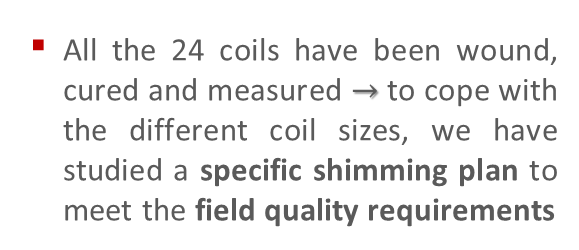 ▪ All the 24 coils have been wound,
cured and measured → to cope with
the different coil sizes, we have
studied a specific shimming plan to
meet the field quality requirements